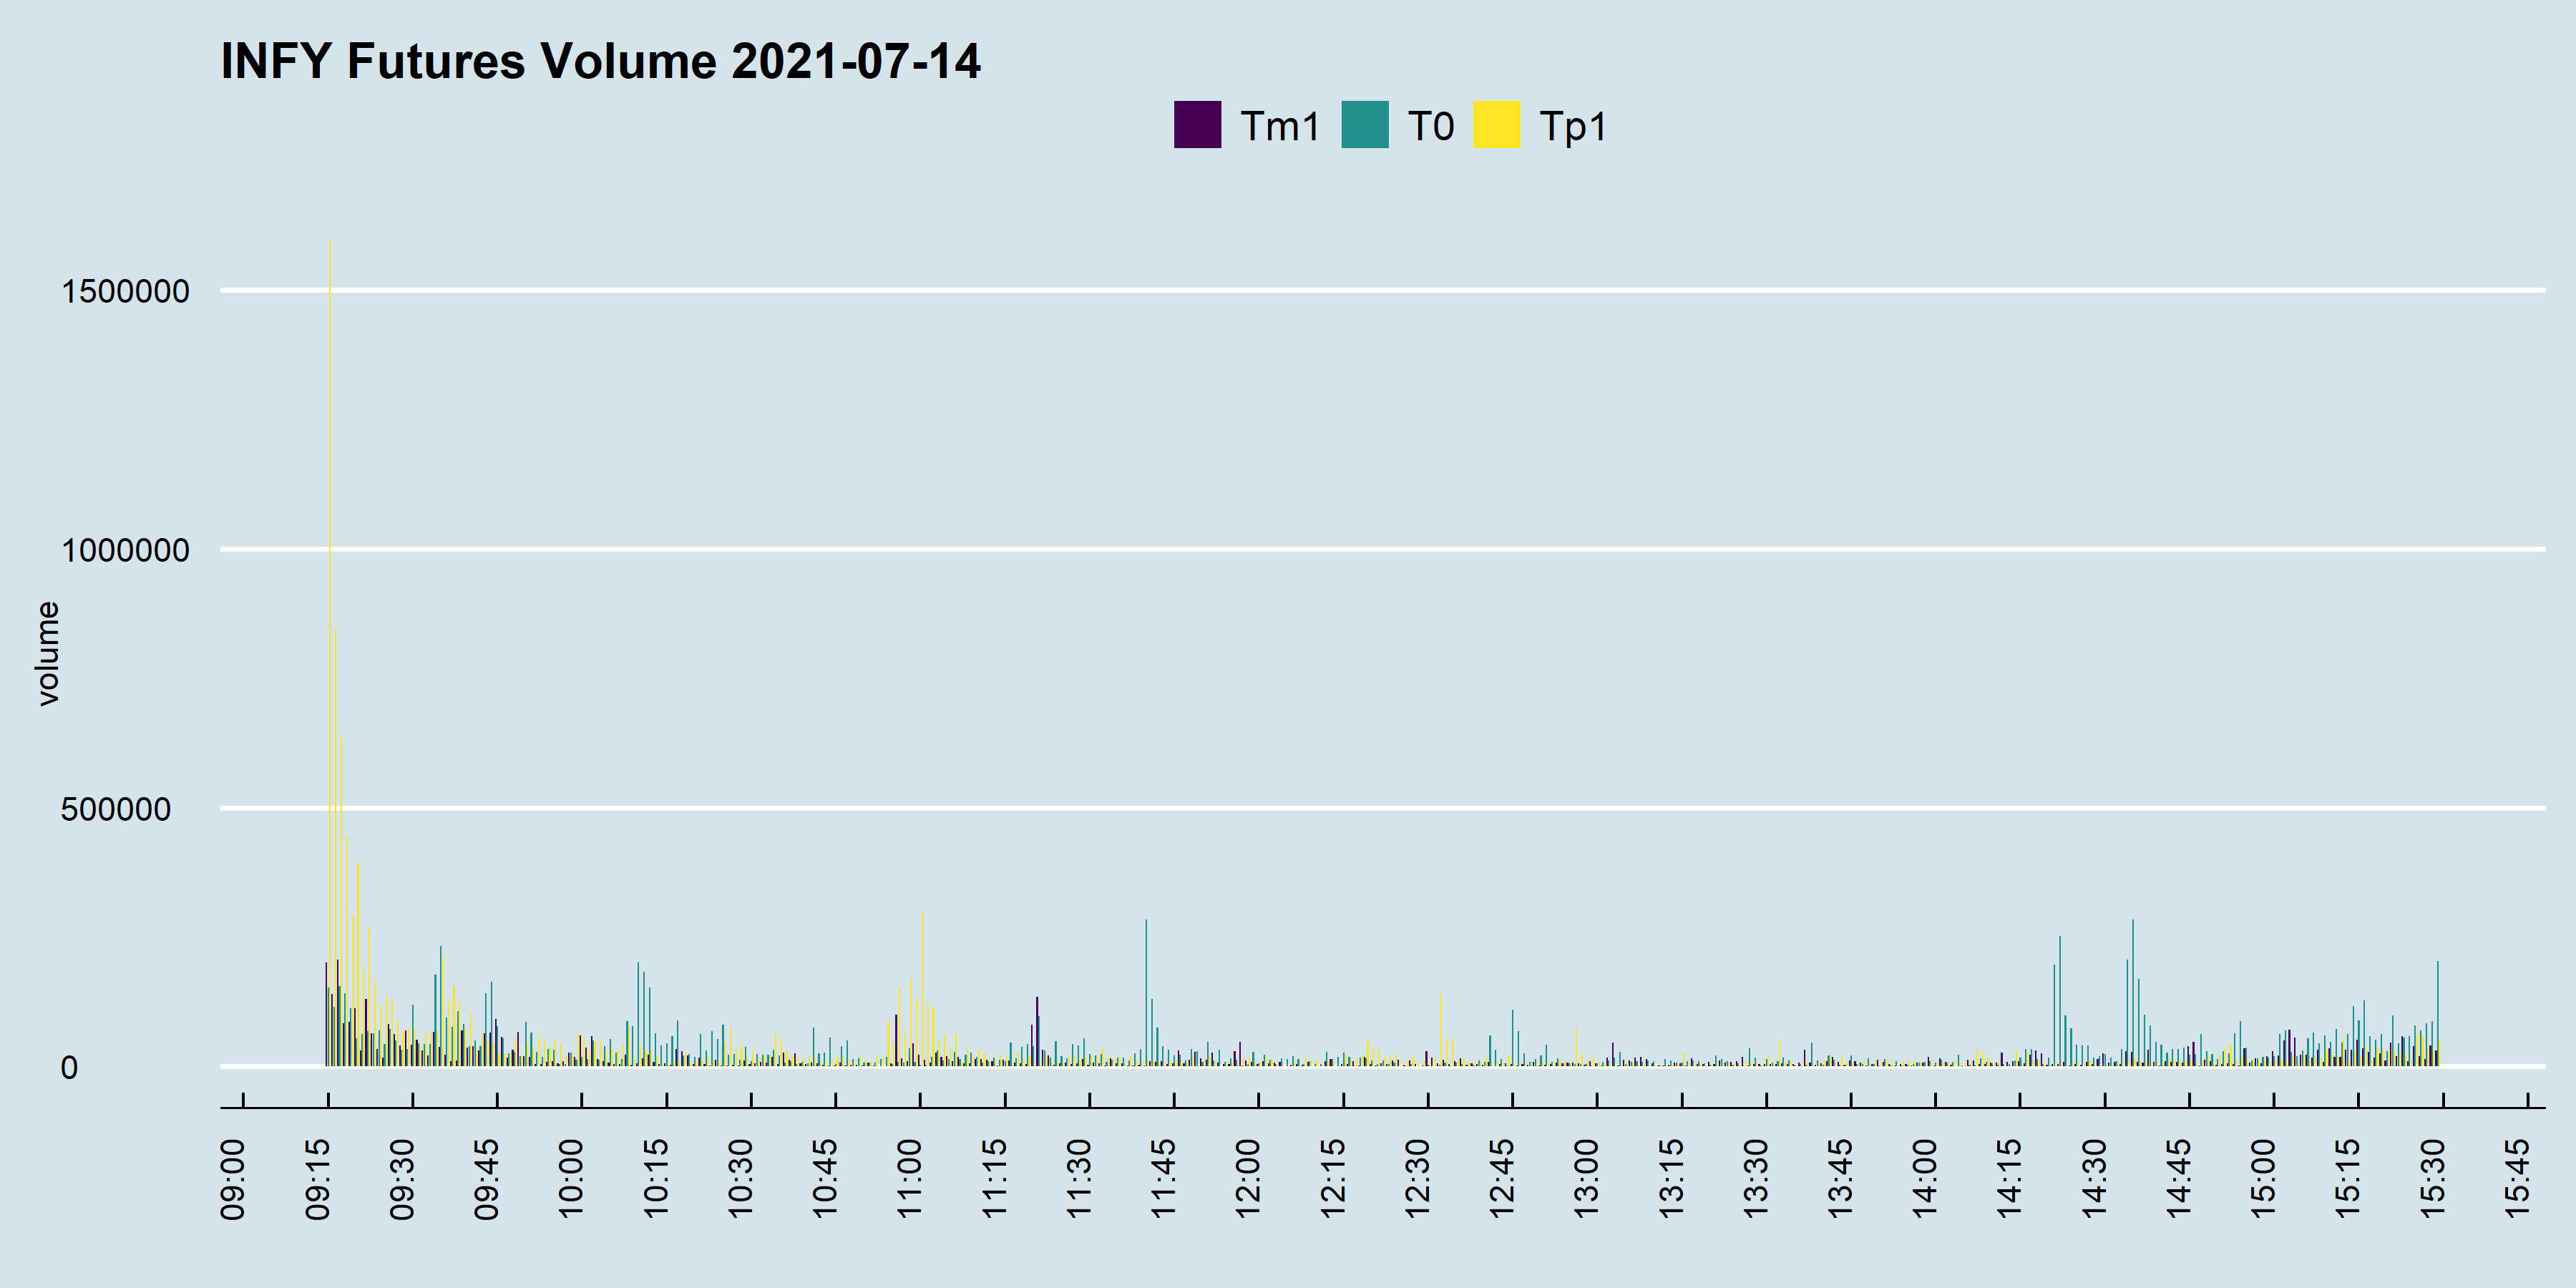 INFY Futures Volume 2021-07-14
Tm1 T0 Tp1
1500000
1000000
500000
0
volume
09:00 09:15 09:30 09:45 10:00 10:15 10:30 10:45 11:00 11:15 11:30 11:45 12:00 12:15 12:30 12:45 13:00 13:15 13:30 13:45 14:00 14:15 14:30 14:45 15:00 15:15 15:30 15:45